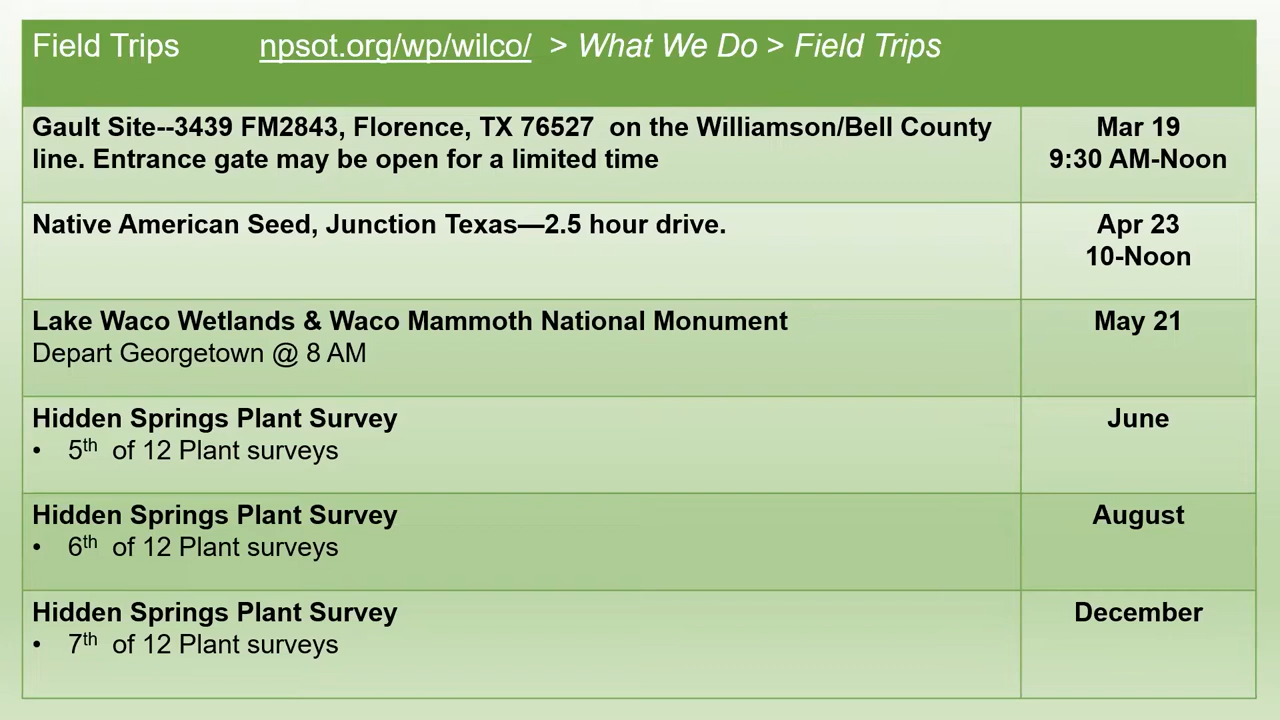 Field Trips npsot.org/wp/wilco/ > What We Do > Field Trips
Gault Site--3439 FM2843, Florence, TX 76527 on the Williamson/Bell County
line. Entrance gate may be open for a limited time
Mar 19
9:30 AM-Noon
Native American Seed, Junction Texas—2.5 hour drive.
Apr 23
10-Noon
Lake Waco Wetlands & Waco Mammoth National Monument
Depart Georgetown @ 8 AM
May 21
Hidden Springs Plant Survey
• 5th of 12 Plant surveys
June
Hidden Springs Plant Survey
• 6th of 12 Plant surveys
August
Hidden Springs Plant Survey
• 7th of 12 Plant surveys
December